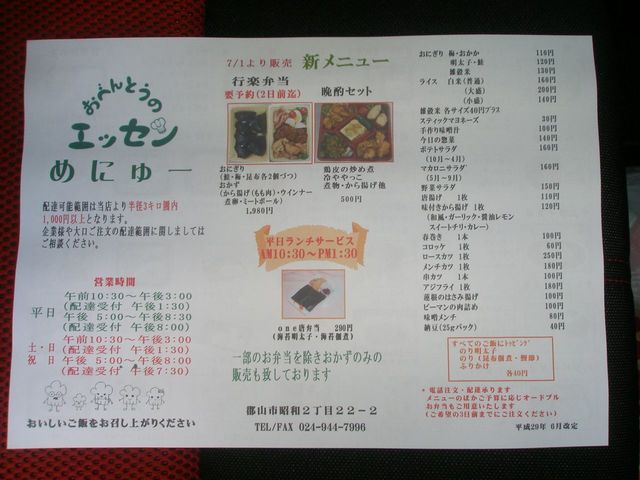 おべんとうの
エッセン
めにゅー
配達可能範囲は当店より半径3キロ圏内
1,000円以上となります。
企業様や大口ご注文の配達範囲に関しましては
ご相談ください。
営業時間
平日
午前10:30～午後3:00
(配達受付 午後1:30)
午後 5:00～午後8:30
(配達受付 午後8:00)
土・日
祝 日
午前10:30～午後3:00
(配達受付 午後1:30)
午後 5:00～午後8:00
(配達受付 午後7:30)
おいしいご飯をお召し上がりください
7/1より販売 新メニュー
行楽弁当
要予約(2日前迄)
おにぎり
(鮭・梅・昆布各2個づつ)
おかず
(から揚げ(もも肉)・ウインナー
煮卵・ミートボール)
1,980円
晩酌セット
鶏皮の炒め煮
冷ややっこ
煮物・から揚げ他
500円
平日ランチサービス
AM10:30～PM1:30
one唐弁当 290円
(海苔明太子・海苔佃煮)
一部のお弁当を除きおかずのみの
販売も致しております
郡山市昭和2丁目22-2
TEL/FAX 024-944-7996
おにぎり 梅・おかか 110円
明太子・鮭 120円
雑穀米 130円
ライス 白米(普通) 160円
(大盛) 200円
(小盛) 140円
雑穀米 各サイズ40円プラス
スティックマヨネーズ 30円
手作り味噌汁 100円
今日の惣菜 140円
ポテトサラダ 160円
(10月～4月)
マカロニサラダ 160円
(5月～9月)
野菜サラダ 150円
唐揚げ 1枚 110円
味付きから揚げ 1枚 120円
(和風・ガーリック・醤油レモン
スイートチリ・カレー)
春巻き 1本 100円
コロッケ 1枚 60円
ロースカツ 1枚 250円
メンチカツ 1枚 180円
串カツ 1本 100円
アジフライ 1枚 180円
蓮根のはさみ揚げ 100円
ピーマンの肉詰め 100円
味噌メンチ 80円
納豆(25gパック) 40円
すべてのご飯にトッピング
のり明太子
のり(昆布佃煮・鰹節)
ふりかけ
各40円
* 電話注文・配達承ります
メニューのほかご予算に応じオードブル
お弁当もご用意いたします
(ご希望の3日前までにご注文ください)
平成29年 6月改定